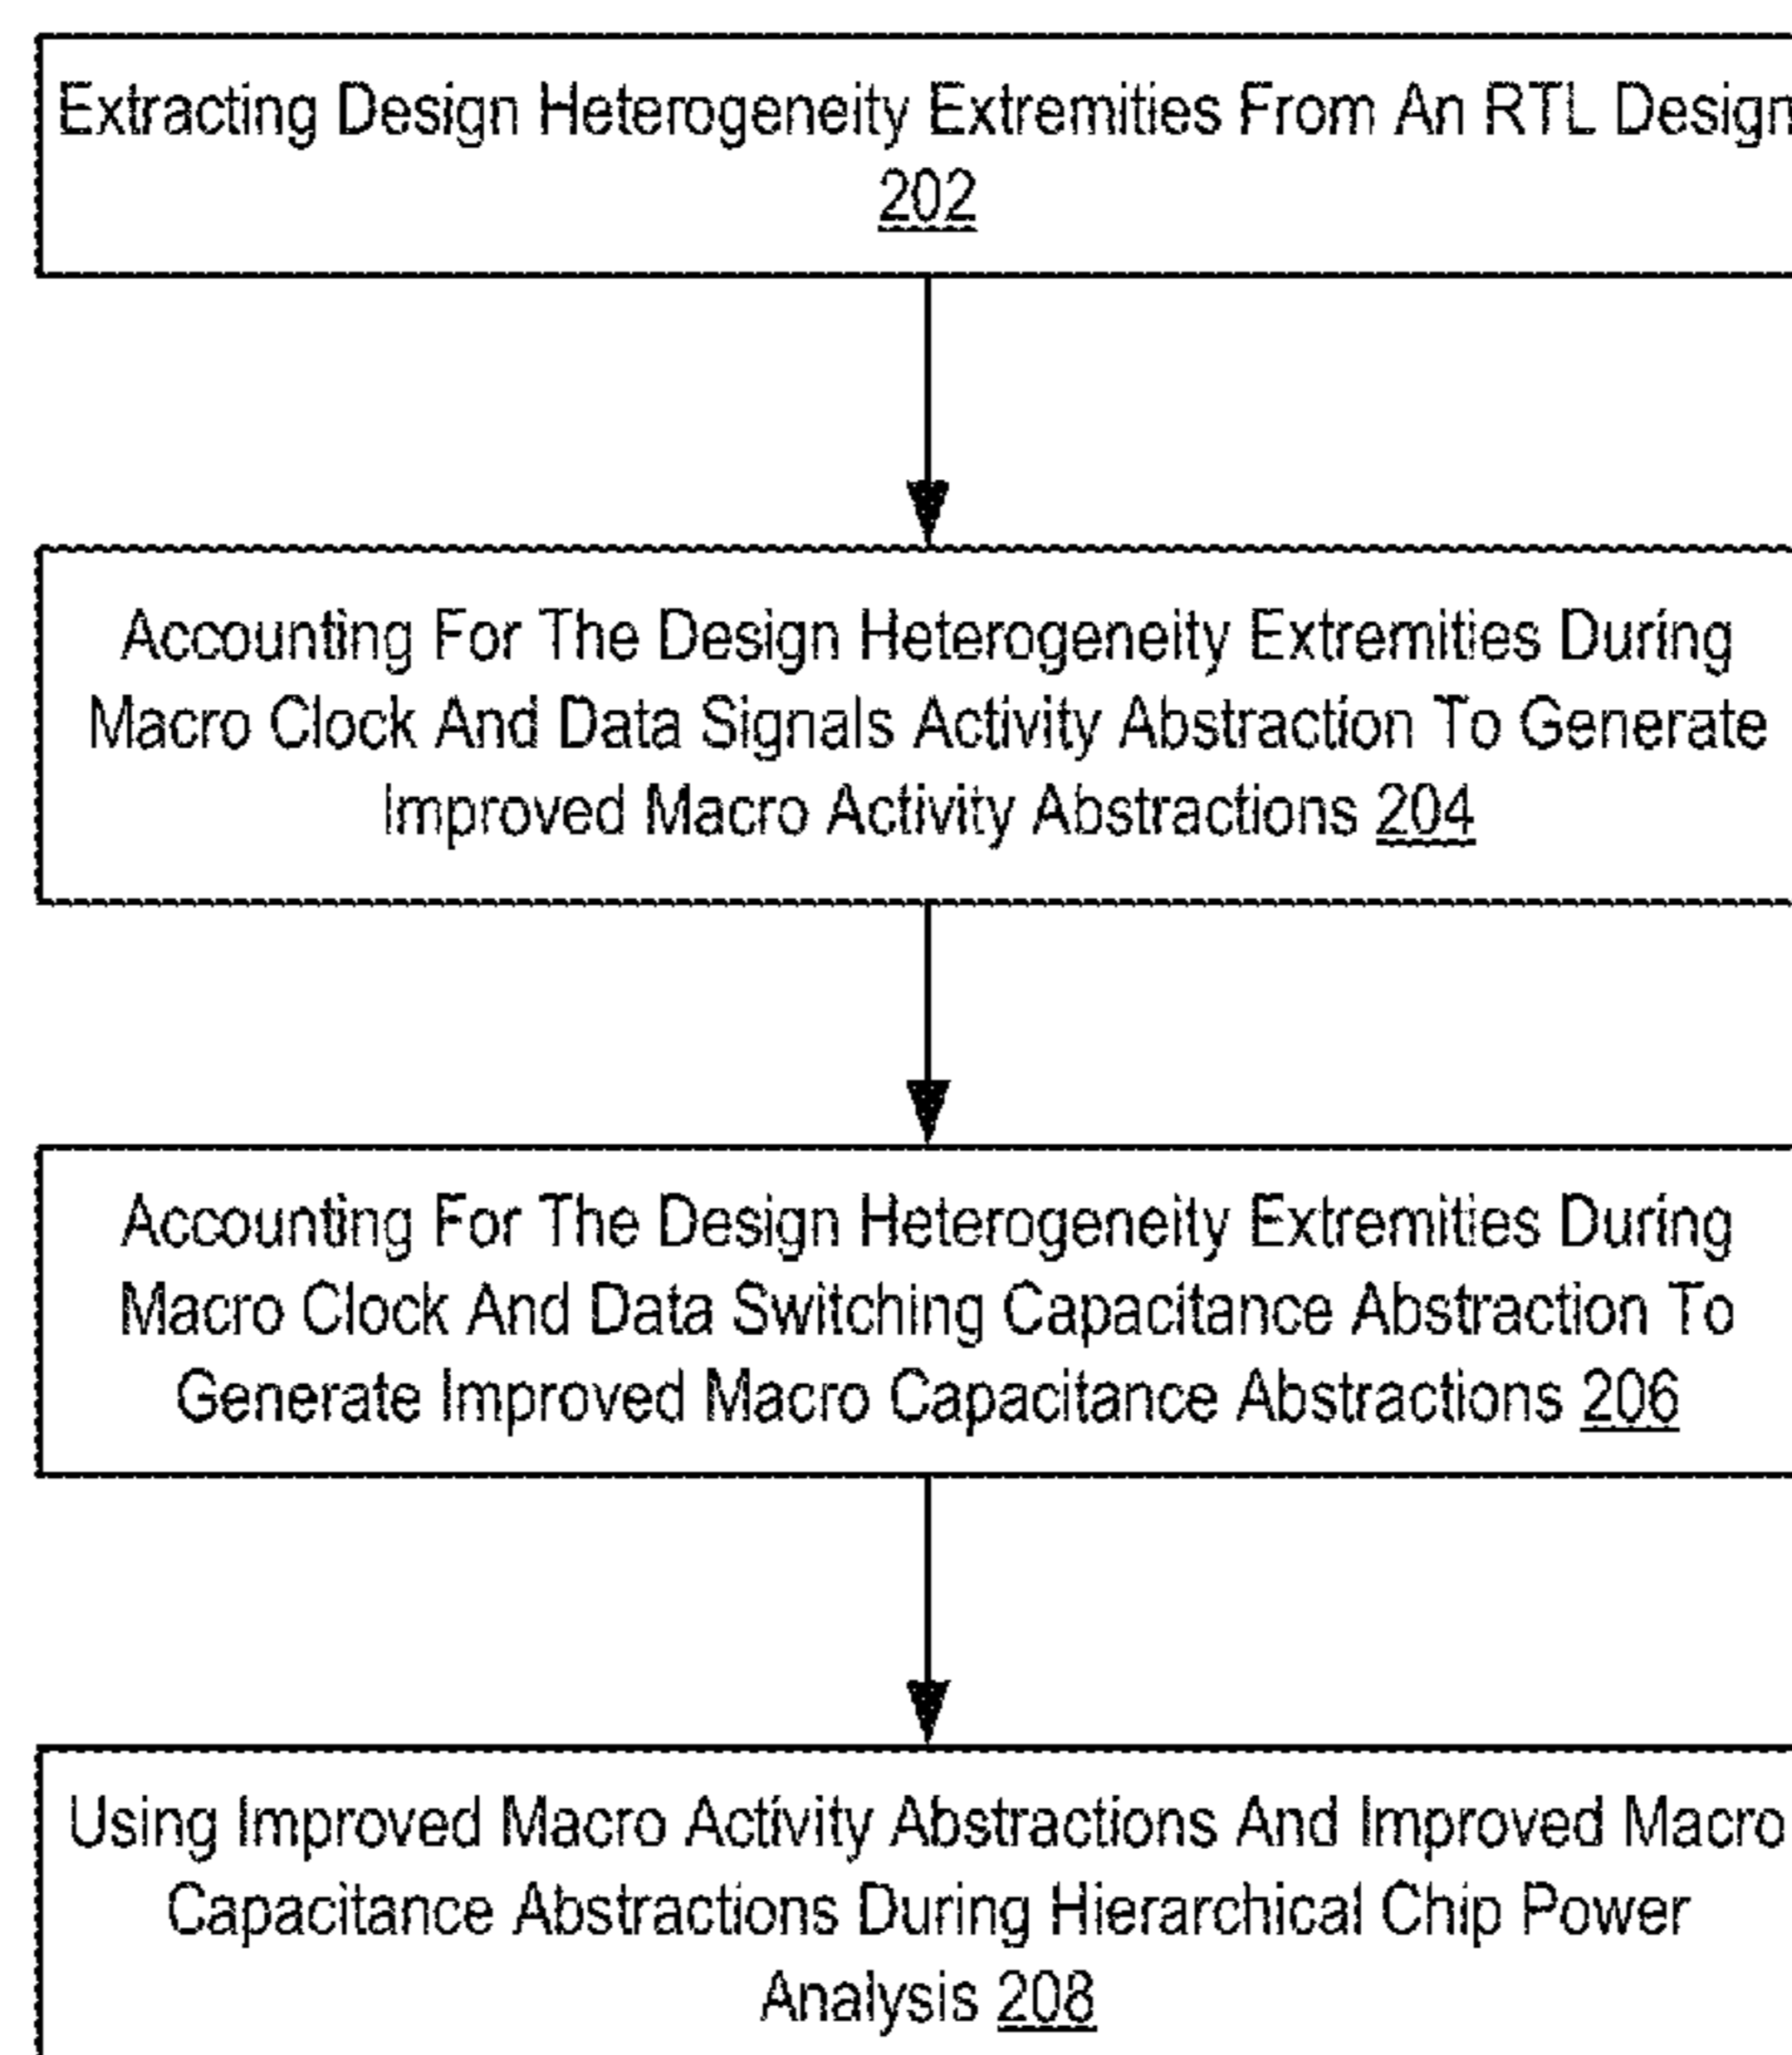 Extracting Design Heterogeneity Extremities From An RTL Design
202
Accounting For The Design Heterogeneity Extremities During
Macro Clock And Data Signals Activity Abstraction To Generate
Improved Macro Activity Abstractions 204
Accounting For The Design Heterogeneity Extremities During
Macro Clock And Data Switching Capacitance Abstraction To
Generate Improved Macro Capacitance Abstractions 206
Using Improved Macro Activity Abstractions And Improved Macro
Capacitance Abstractions During Hierarchical Chip Power
Analysis 208